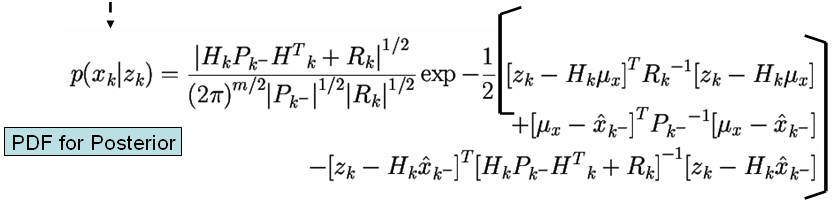 p(x_k|z_k) = \frac{|H_k P_{k^-} H^T{}_k + R_k|^{1/2}}{(2\pi)^{m/2} |P_{k^-}|^{1/2} |R_k|^{1/2}} \exp -\frac{1}{2} [ [z_k - H_k \mu_x]^T R_k{}^{-1} [z_k - H_k \mu_x]
+[\mu_x - \hat{x}_{k^-}]^T P_{k^-}{}^{-1} [\mu_x - \hat{x}_{k^-}]
PDF for Posterior
-[z_k - H_k \hat{x}_{k^-}]^T [H_k P_{k^-} H^T{}_k + R_k]^{-1} [z_k - H_k \hat{x}_{k^-}] ]